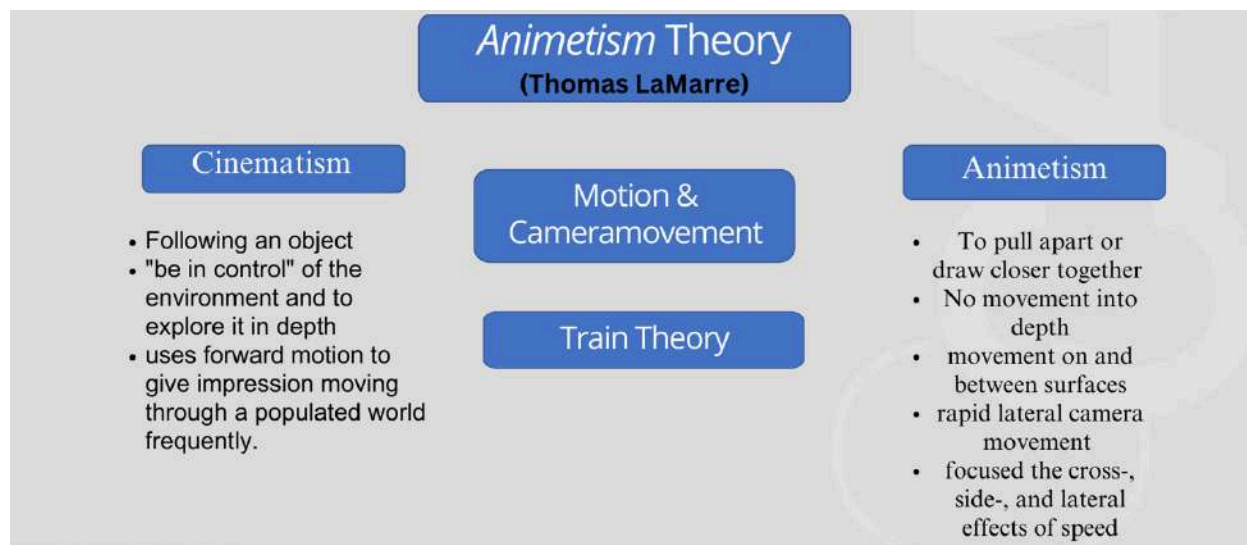 Animetism Theory
(Thomas LaMarre)
Cinematism
• Following an object
• "be in control" of the
environment and to
explore it in depth
• uses forward motion to
give impression moving
through a populated world
frequently.
Motion &
Cameramovement
Train Theory
Animetism
• To pull apart or
draw closer together
• No movement into
depth
• movement on and
between surfaces
• rapid lateral camera
movement
• focused the cross-,
side-, and lateral
effects of speed